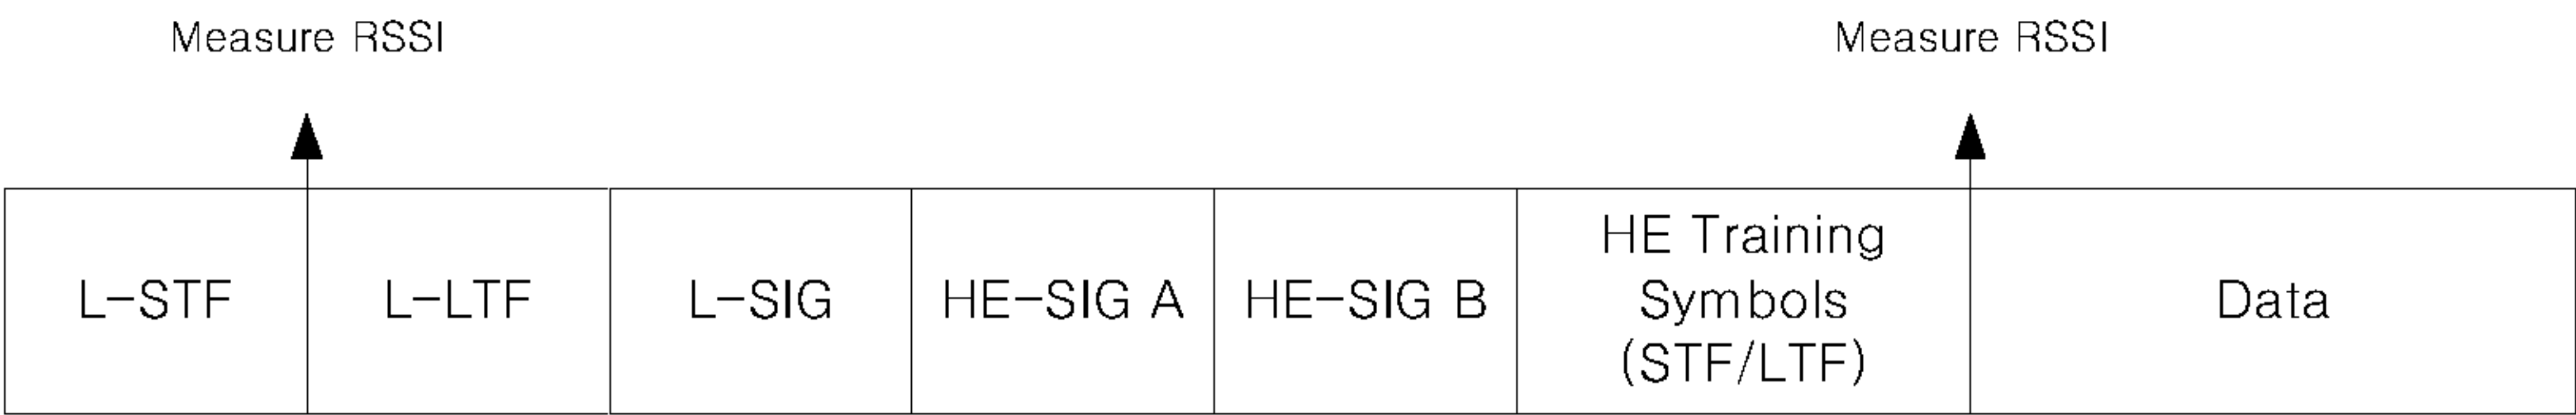 Measure RSSI
Measure RSSI
L-STF
L-LTF
L-SIG
HE-SIG A
HE-SIG B
HE Training
Symbols
(STF/LTF)
Data